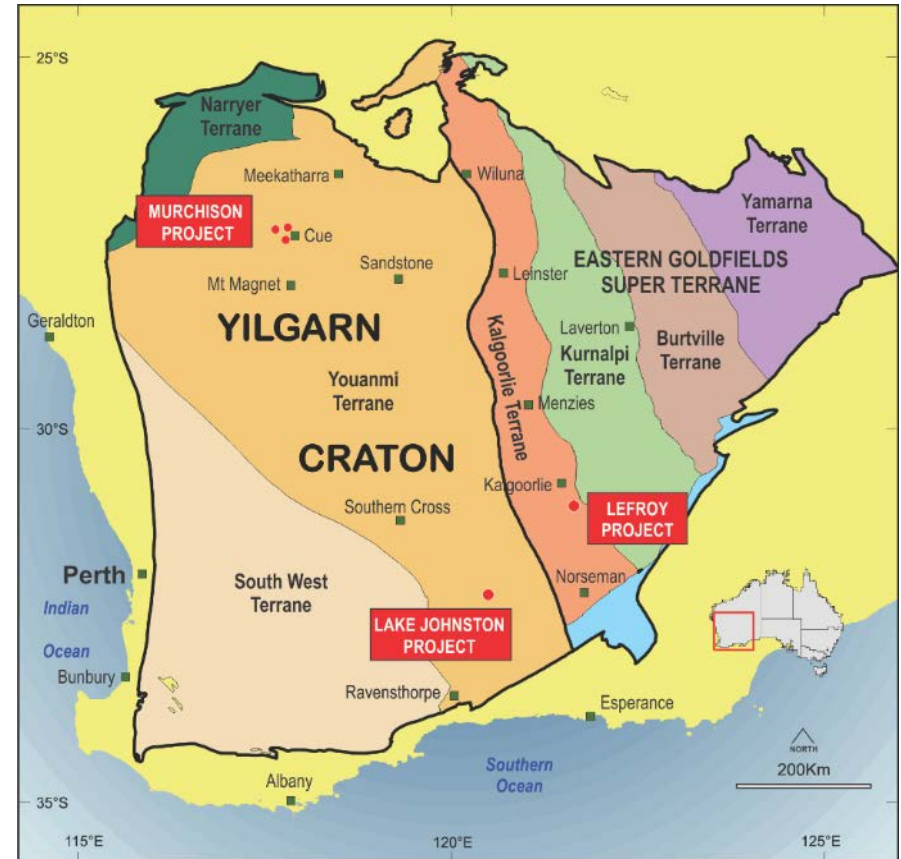 25°S
Narryer
Terrane
Meekatharra
Wiluna
Yamarna
Terrane
MURCHISON
PROJECT
Cue
EASTERN GOLDFIELDS
SUPER TERRANE
Sandstone
Leinster
Mt Magnet
Geraldton
YILGARN
Laverton
Kalgoorlie Terrane
Kurnalpi
Terrane
Burtville
Terrane
Youanmi
Terrane
Menzies
30°S
CRATON
Kalgoorlie
Southern Cross
LEFROY
PROJECT
Perth
South West
Terrane
Norseman
Indian
Ocean
LAKE JOHNSTON
PROJECT
Bunbury
Ravensthorpe
Esperance
NORTH
Southern
Ocean
200Km
Albany
35°S
115°E
120°E
125°E